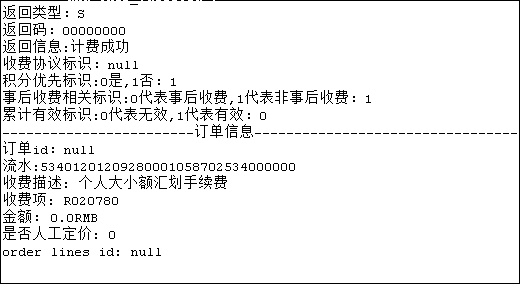 返回类型: S
返回码: 00000000
返回信息:计费成功
收费协议标识: null
积分优先标识:0是,1否: 1
事后收费相关标识:0代表事后收费,1代表非事后收费: 1
累计有效标识:0代表无效,1代表有效: 0
------------------------订单信息---------------------------------
订单id: null
流水:53401201209280001058702534000000
收费描述: 个人大小额汇划手续费
收费项: R020780
金额: 0.0RMB
是否人工定价: 0
order lines id: null